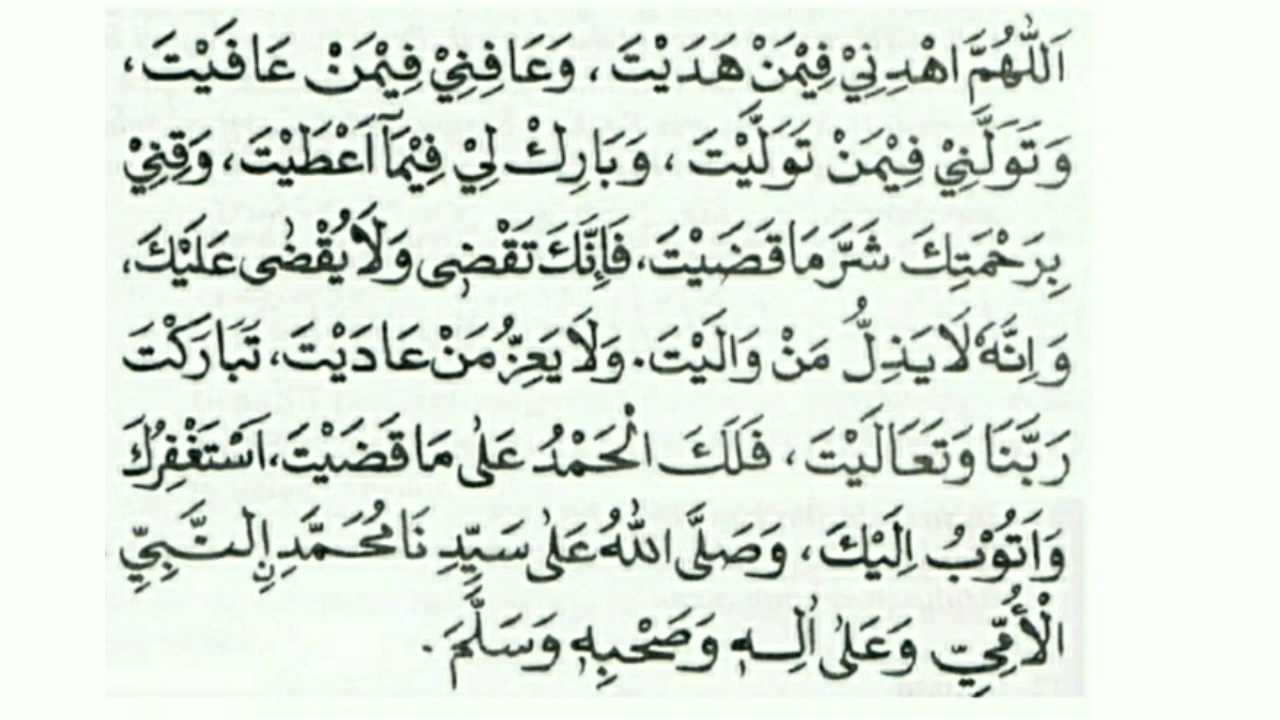 اَللّٰهُمَّ اهْدِنِيْ فِيْمَنْ هَدَيْتَ، وَعَافِنِيْ فِيْمَنْ عَافَيْتَ،
وَتَوَلَّنِيْ فِيْمَنْ تَوَلَّيْتَ، وَبَارِكْ لِيْ فِيْمَآ اَعْطَيْتَ، وَقِنِيْ
بِرَحْمَتِكَ شَرَّ مَا قَضَيْتَ، فَاِنَّكَ تَقْضِى وَلَا يُقْضٰى عَلَيْكَ،
وَاِنَّهٗ لَا يَذِلُّ مَنْ وَالَيْتَ. وَلَا يَعِزُّ مَنْ عَادَيْتَ، تَبَارَكْتَ
رَبَّنَا وَتَعَالَيْتَ، فَلَكَ الْحَمْدُ عَلٰى مَا قَضَيْتَ، اَسْتَغْفِرُكَ
وَاَتُوْبُ اِلَيْكَ، وَصَلَّى اللّٰهُ عَلٰى سَيِّدِنَا مُحَمَّدِ ࣙالنَّبِيِّ
الْاُمِّيِّ وَعَلٰى اٰلِهٖ وَصَحْبِهٖ وَسَلَّمَ.